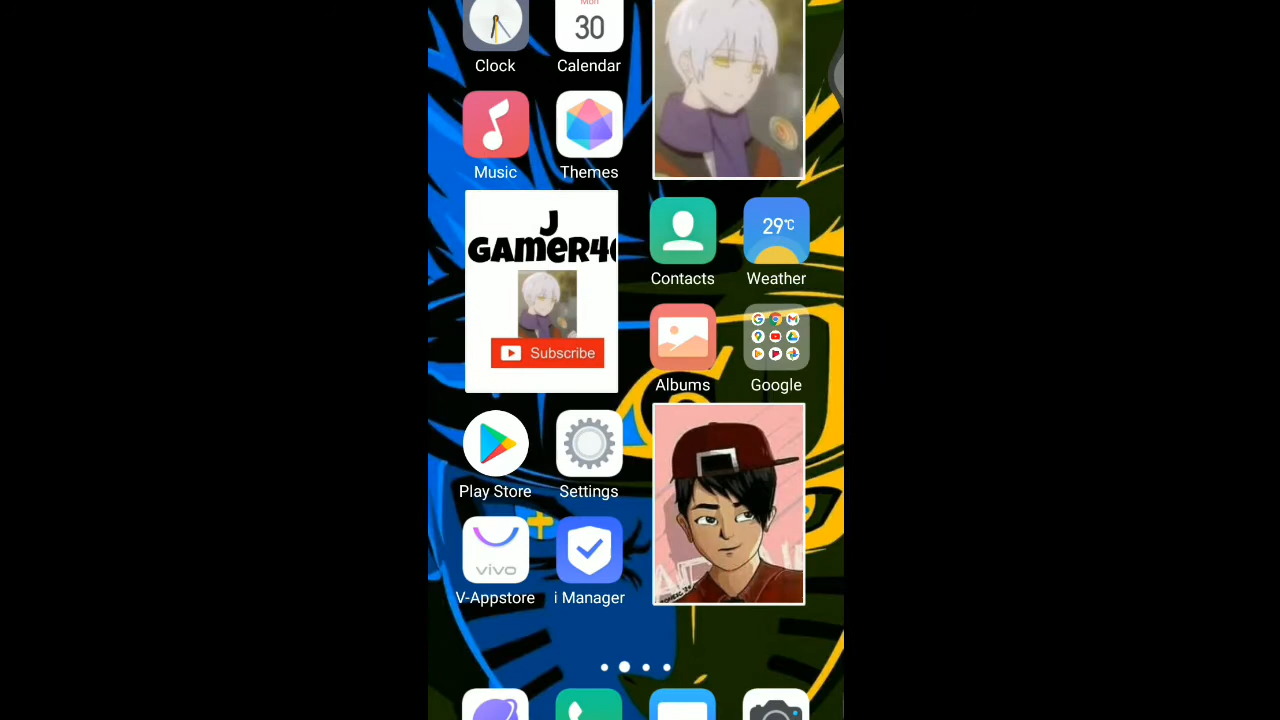 Mon
30
Clock
Calendar
Music
Themes
J
GAMER4
Subscribe
29℃
Contacts
Weather
Albums
Google
Play Store
Settings
vivo
V-Appstore
i Manager